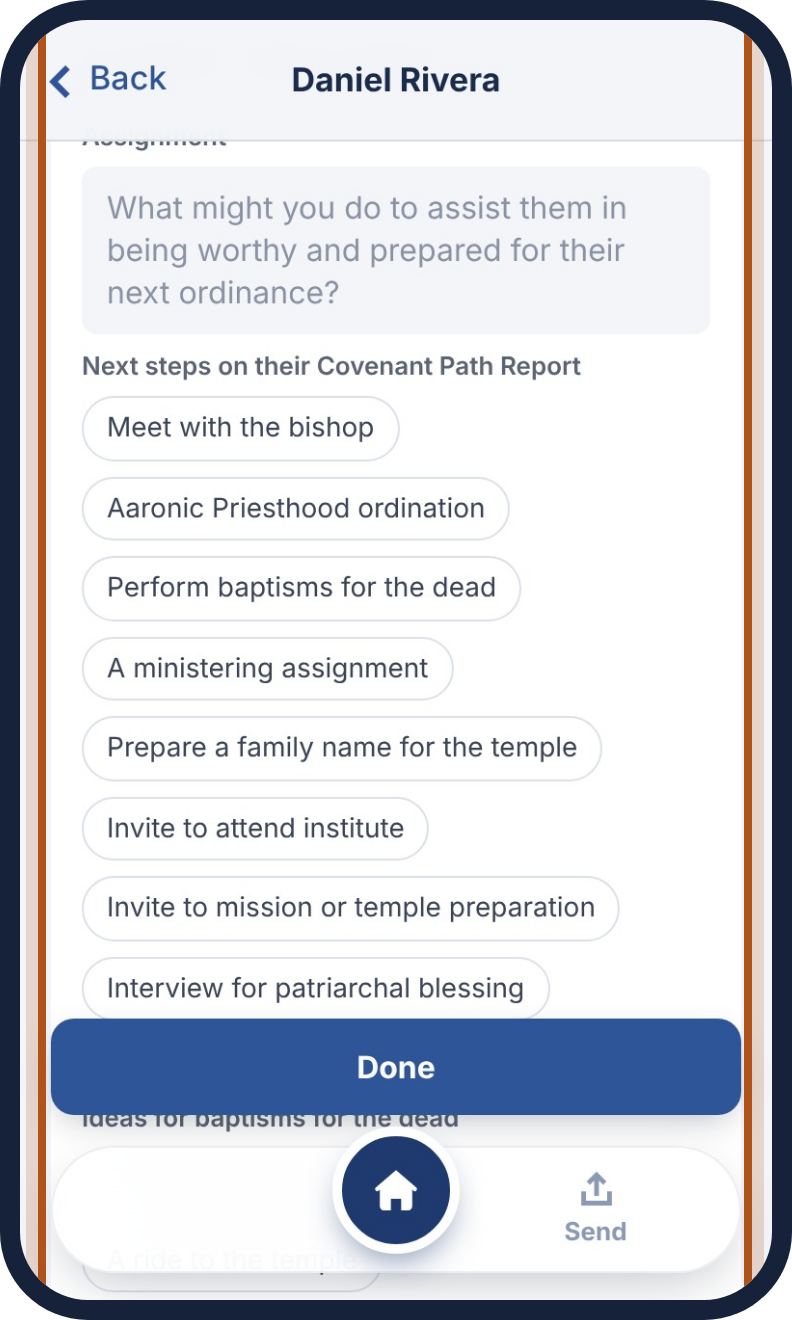 Back
Daniel Rivera
Assignment
What might you do to assist them in
being worthy and prepared for their
next ordinance?
Next steps on their Covenant Path Report
Meet with the bishop
Aaronic Priesthood ordination
Perform baptisms for the dead
A ministering assignment
Prepare a family name for the temple
Invite to attend institute
Invite to mission or temple preparation
Interview for patriarchal blessing
Done
Ideas for baptisms for the dead
Send
A ride to the temple